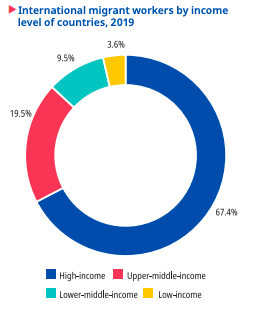 International migrant workers by income
level of countries, 2019
3.6%
9.5%
19.5%
67.4%
High-income Upper-middle-income
Lower-middle-income Low-income